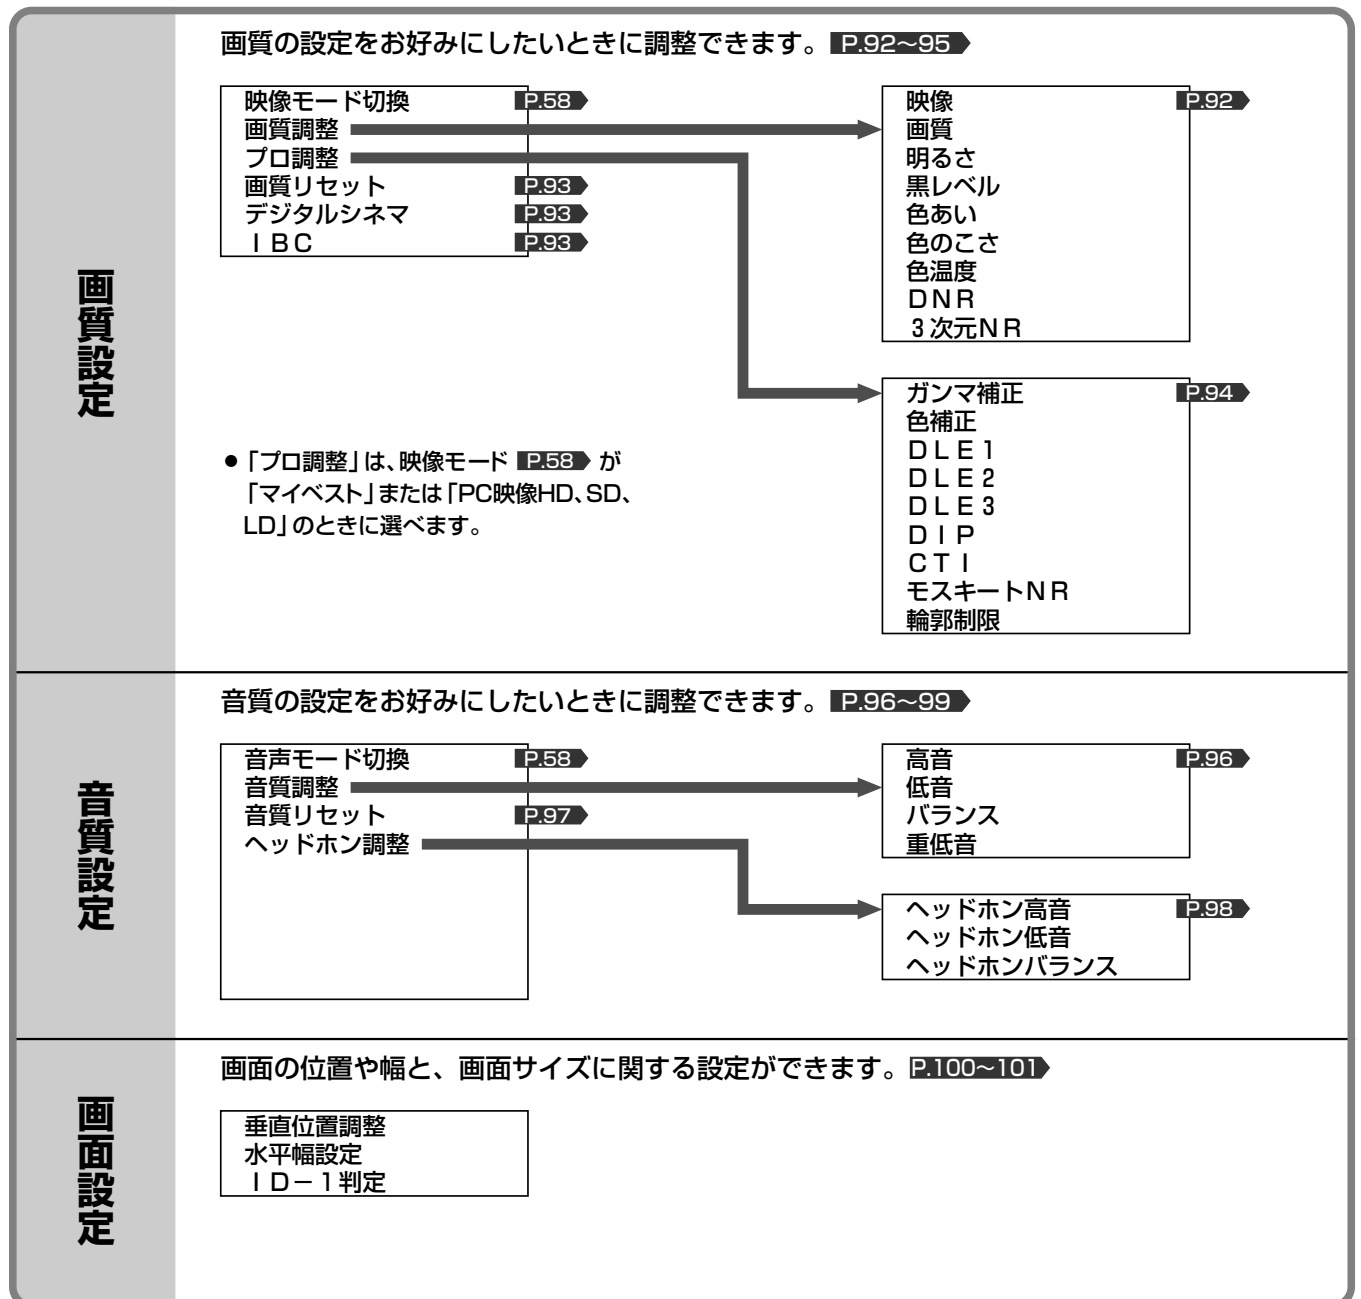 画質設定
画質の設定をお好みにしたいときに調整できます。 P.92～95
映像モード切換 P.58
画質調整
プロ調整
画質リセット P.93
デジタルシネマ P.93
ＩＢＣ P.93
映像 P.92
画質
明るさ
黒レベル
色あい
色のこさ
色温度
ＤＮＲ
３次元ＮＲ
ガンマ補正 P.94
色補正
ＤＬＥ１
ＤＬＥ２
ＤＬＥ３
ＤＩＰ
ＣＴＩ
モスキートＮＲ
輪郭制限
●「プロ調整」は、映像モード P.58 が
「マイベスト」または「PC映像HD、SD、
LD」のときに選べます。
音質設定
音質の設定をお好みにしたいときに調整できます。 P.96～99
音声モード切換 P.58
音質調整
音質リセット P.97
ヘッドホン調整
高音 P.96
低音
バランス
重低音
ヘッドホン高音 P.98
ヘッドホン低音
ヘッドホンバランス
画面設定
画面の位置や幅と、画面サイズに関する設定ができます。 P.100～101
垂直位置調整
水平幅設定
ＩＤ－１判定